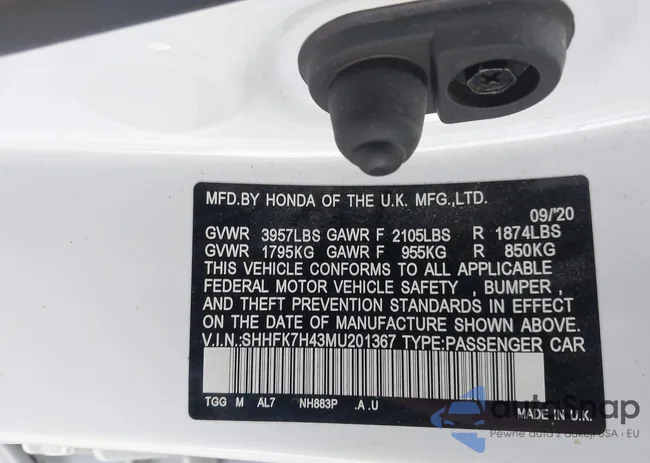 MFD.BY HONDA OF THE U.K. MFG.,LTD.
09/'20
GVWR 3957LBS GAWR F 2105LBS R 1874LBS
GVWR 1795KG GAWR F 955KG R 850KG
THIS VEHICLE CONFORMS TO ALL APPLICABLE
FEDERAL MOTOR VEHICLE SAFETY , BUMPER ,
AND THEFT PREVENTION STANDARDS IN EFFECT
ON THE DATE OF MANUFACTURE SHOWN ABOVE.
V.I.N.:SHHFK7H43MU201367 TYPE:PASSENGER CAR
TGG M AL7 NH883P .A .U
MADE IN U.K.
autoSnap
Pewne auta z aukcji USA i EU